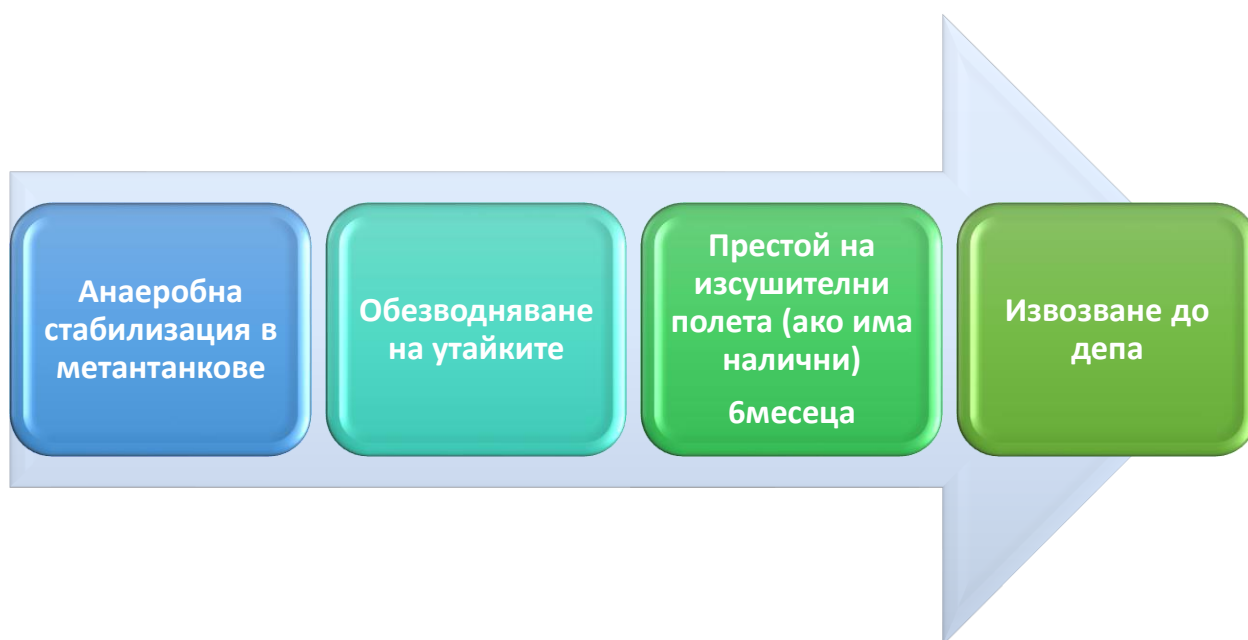 Анаеробна
стабилизация в
метантанкове
Обезводняване
на утайките
Престой на
изсушителни
полета (ако има
налични)
6месеца
Извозване до
депа